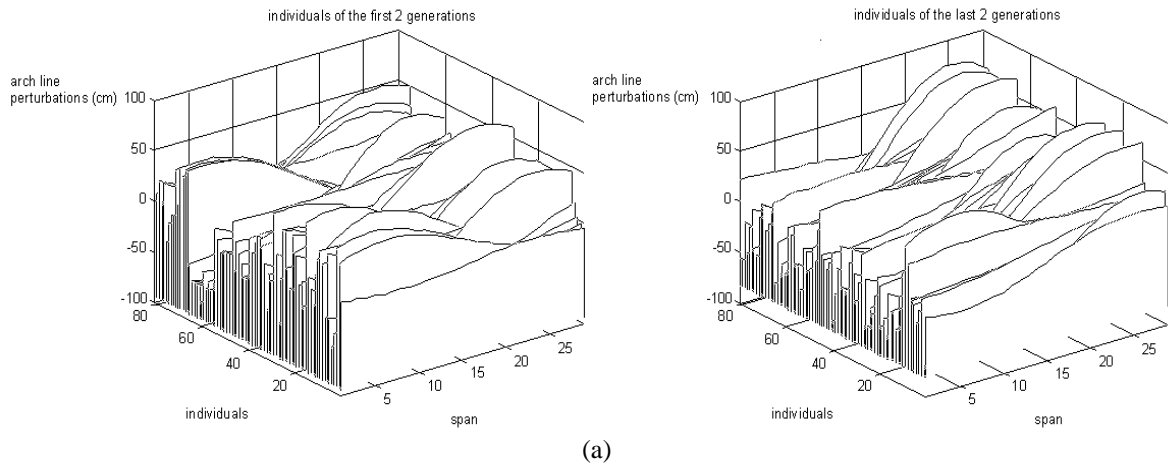 individuals of the first 2 generations
arch line
perturbations (cm)
100
50
0
-50
-100
80
60
40
20
individuals
5
10
15
20
25
span
individuals of the last 2 generations
arch line
perturbations (cm)
100
50
0
-50
-100
80
60
40
20
individuals
5
10
15
20
25
span
(a)